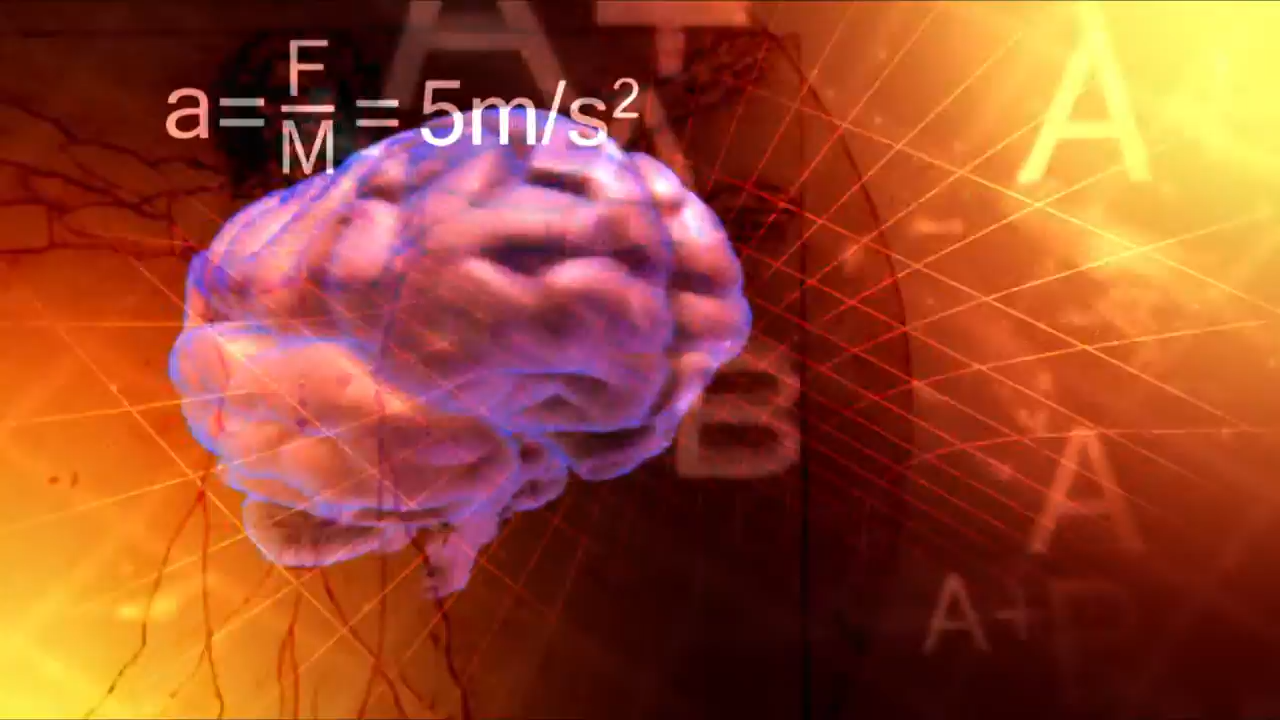 A T
a = F/M = 5m/s²
A
B
A
A+ B